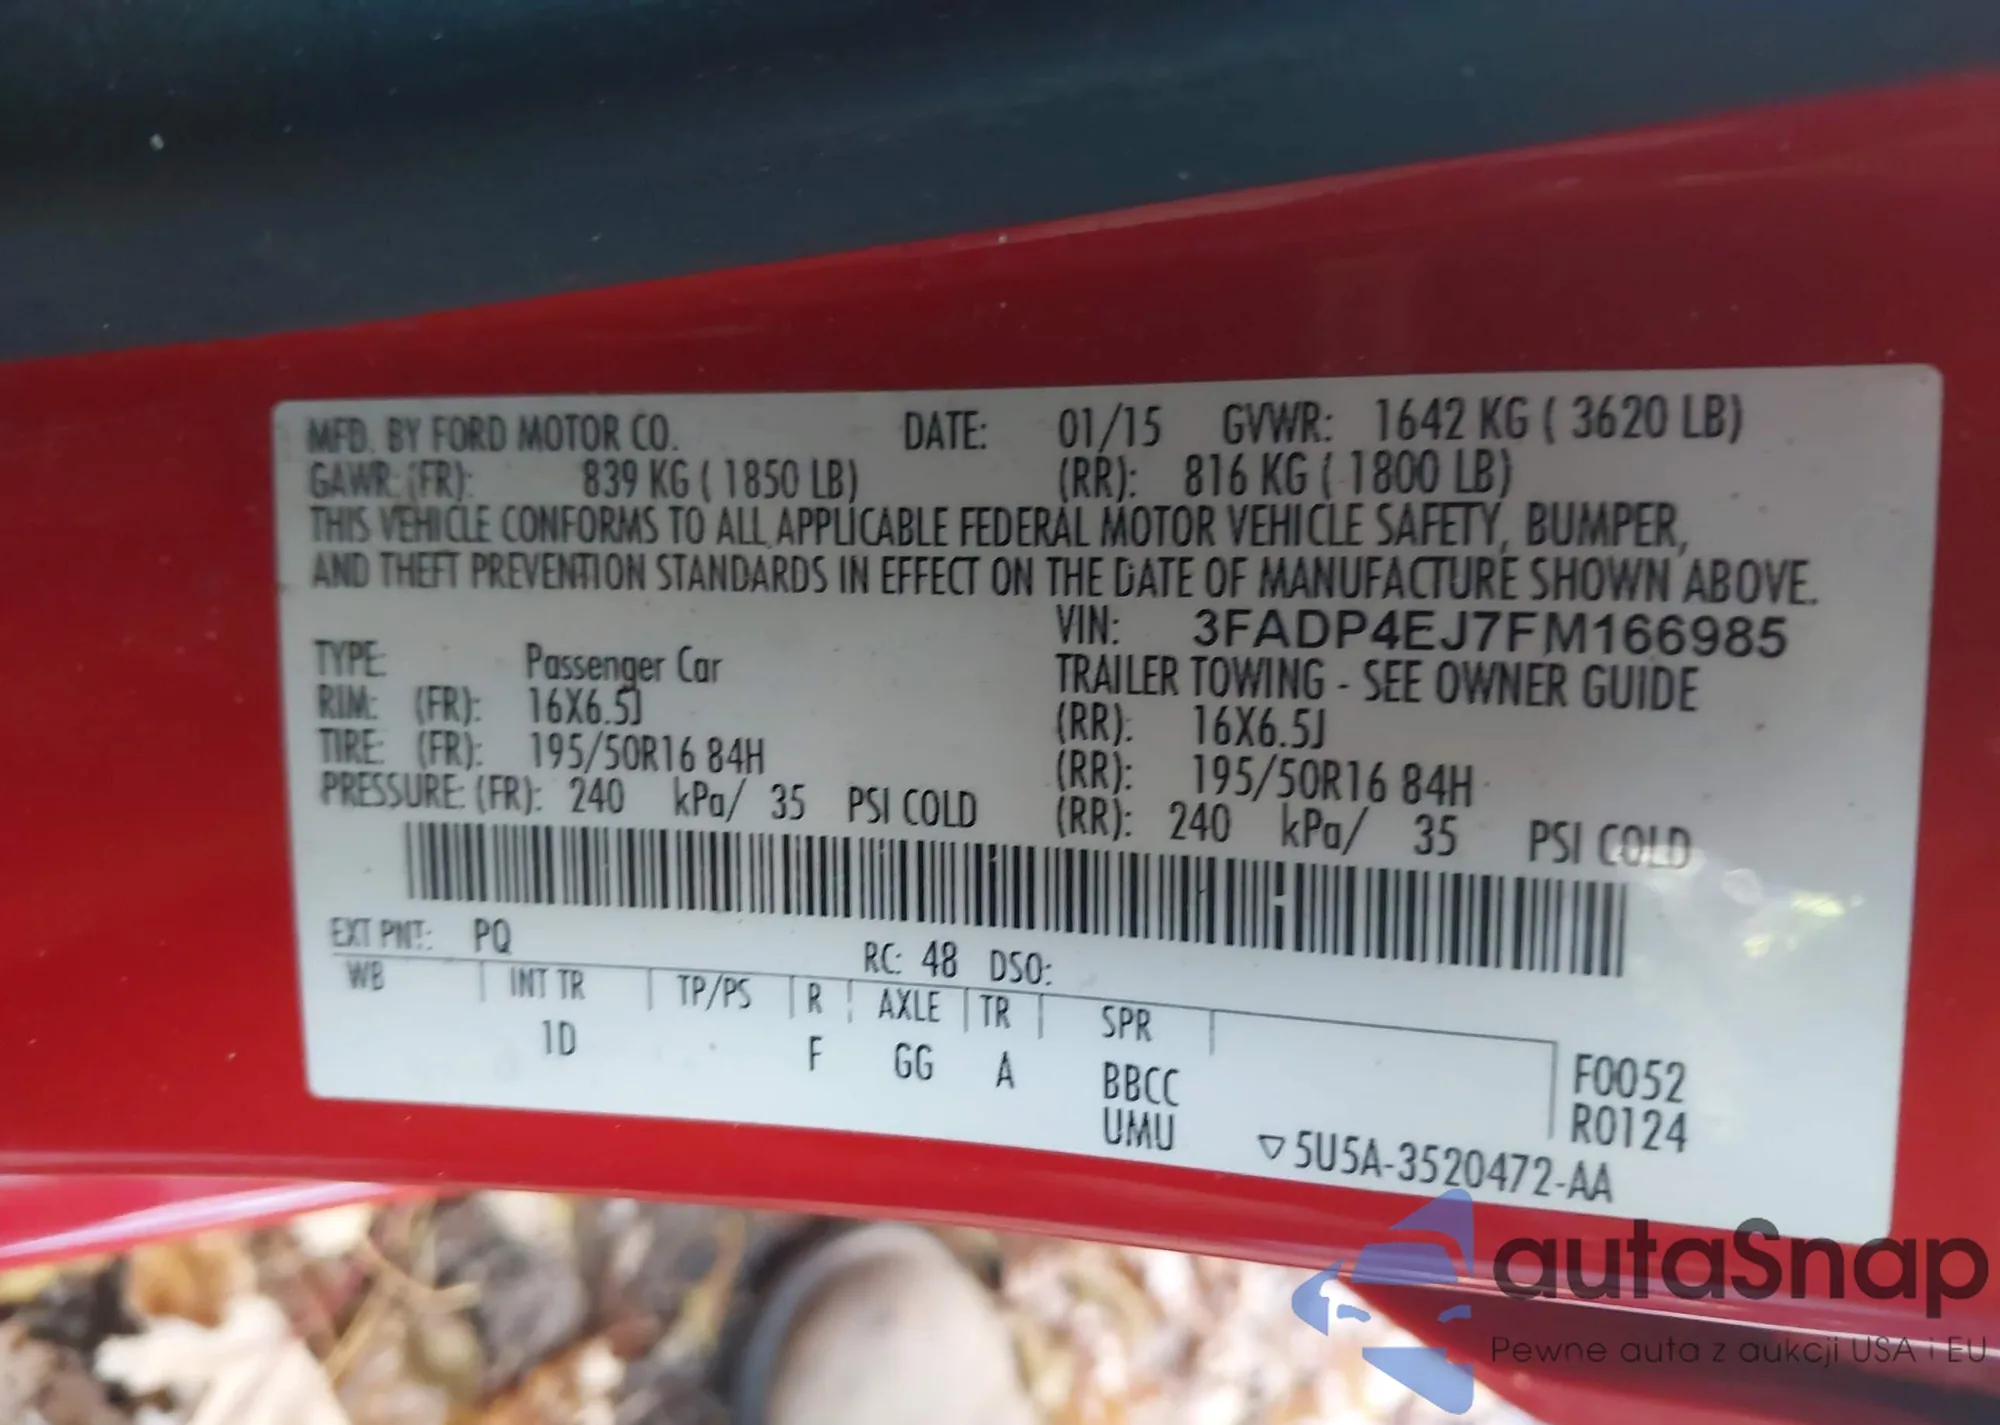 MFD. BY FORD MOTOR CO. DATE: 01/15 GVWR: 1642 KG ( 3620 LB)
GAWR: (FR): 839 KG ( 1850 LB) (RR): 816 KG ( 1800 LB)
THIS VEHICLE CONFORMS TO ALL APPLICABLE FEDERAL MOTOR VEHICLE SAFETY, BUMPER,
AND THEFT PREVENTION STANDARDS IN EFFECT ON THE DATE OF MANUFACTURE SHOWN ABOVE.
VIN: 3FADP4EJ7FM166985
TYPE: Passenger Car TRAILER TOWING - SEE OWNER GUIDE
RIM: (FR): 16X6.5J (RR): 16X6.5J
TIRE: (FR): 195/50R16 84H (RR): 195/50R16 84H
PRESSURE: (FR): 240 kPa/ 35 PSI COLD (RR): 240 kPa/ 35 PSI COLD
EXT PNT: PQ RC: 48 DSO:
WB INT TR TP/PS R AXLE TR SPR
1D F GG A BBCC F0052
UMU R0124
▽5U5A-3520472-AA
autaSnap
Pewne auta z aukcji USA i EU